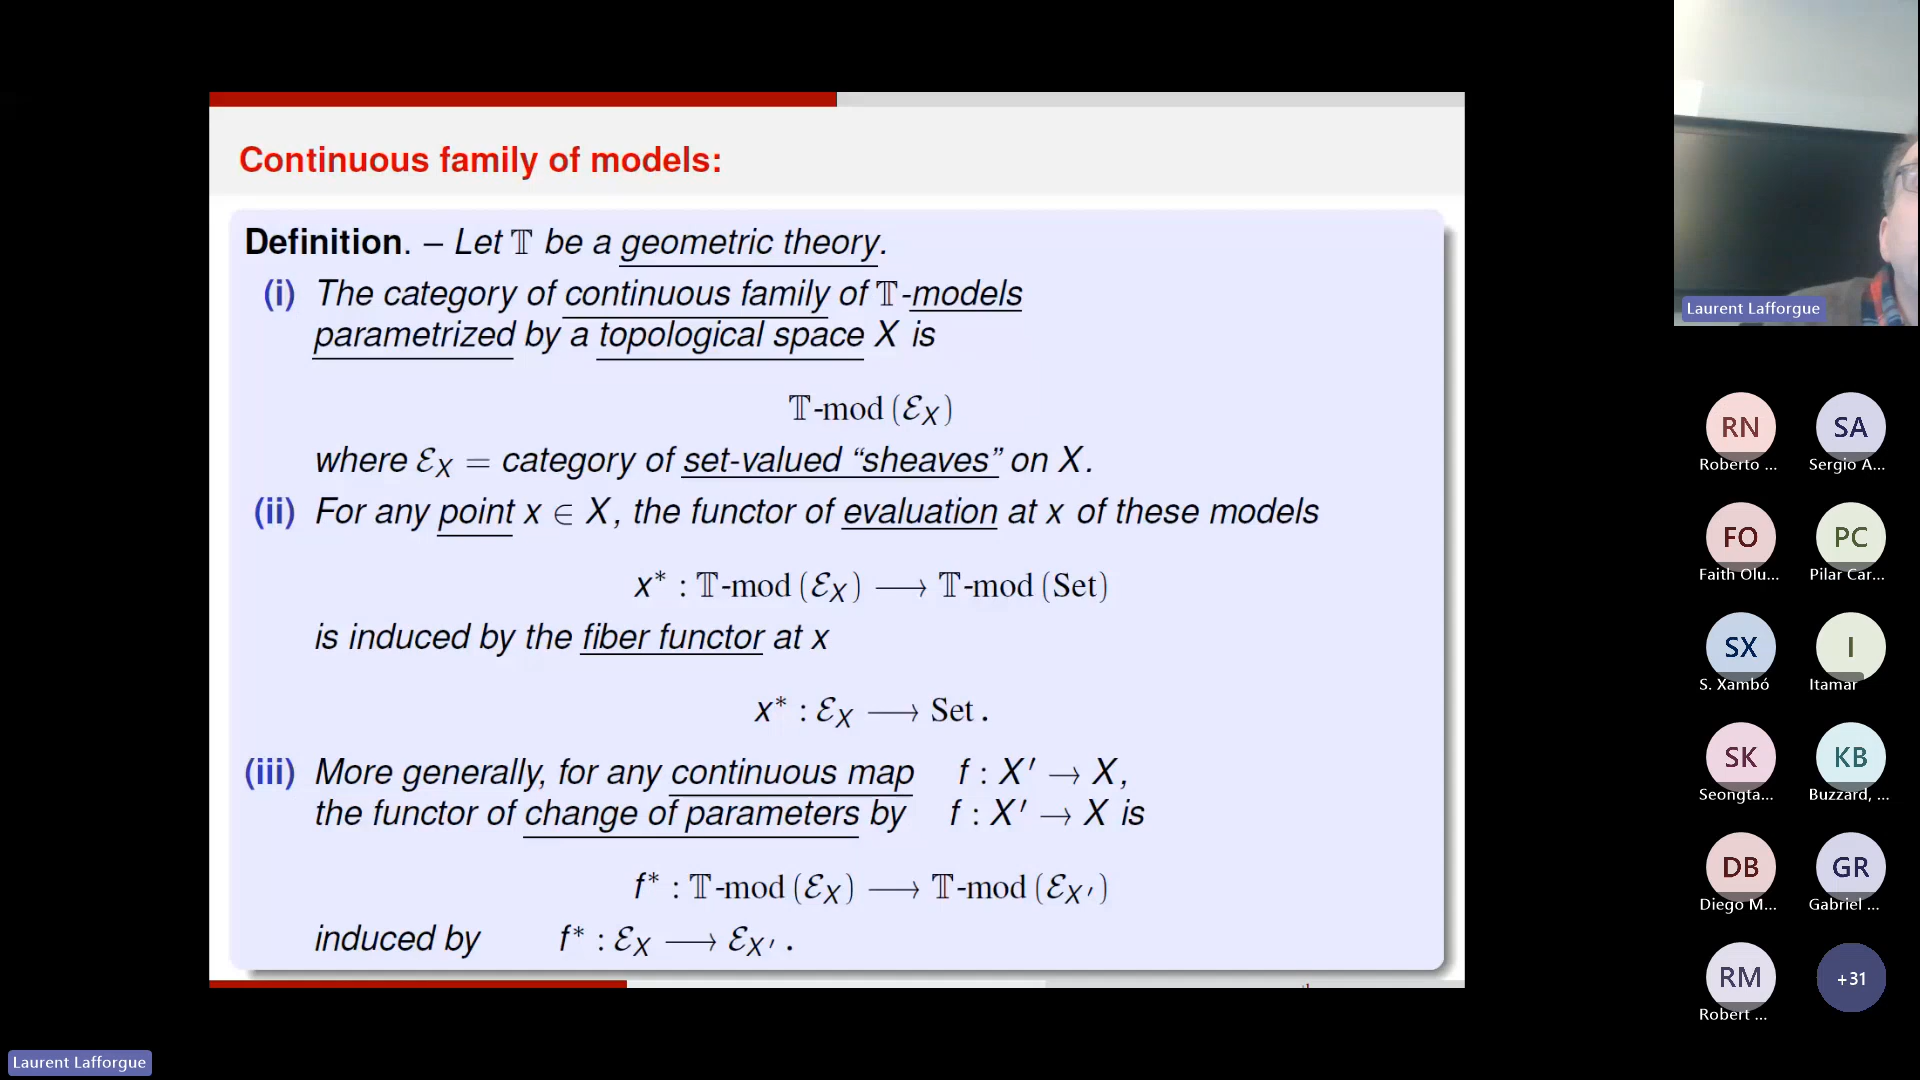 Continuous family of models:
Definition. – Let 𝕋 be a geometric theory.
(i) The category of continuous family of 𝕋-models
parametrized by a topological space X is
𝕋-mod (ℰ_X)
where ℰ_X = category of set-valued “sheaves” on X.
(ii) For any point x ∈ X, the functor of evaluation at x of these models
x* : 𝕋-mod (ℰ_X) ⟶ 𝕋-mod (Set)
is induced by the fiber functor at x
x* : ℰ_X ⟶ Set .
(iii) More generally, for any continuous map f : X′ → X,
the functor of change of parameters by f : X′ → X is
f* : 𝕋-mod (ℰ_X) ⟶ 𝕋-mod (ℰ_X′)
induced by f* : ℰ_X ⟶ ℰ_X′ .
Laurent Lafforgue
RN SA
Roberto ... Sergio A...
FO PC
Faith Olu... Pilar Car...
SX I
S. Xambó Itamar
SK KB
Seongta... Buzzard, ...
DB GR
Diego M... Gabriel ...
RM +31
Robert ...
Laurent Lafforgue